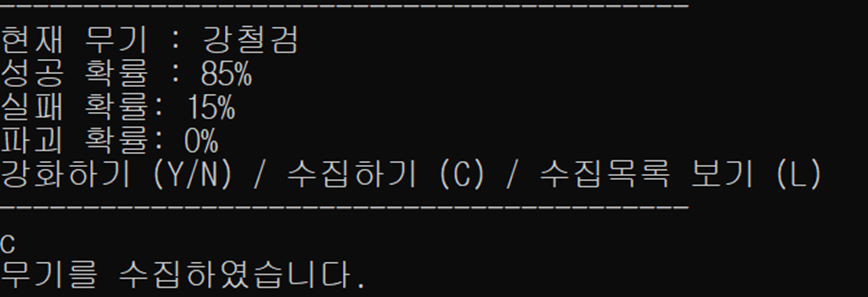 -----------------------------------------
현재 무기 : 강철검
성공 확률 : 85%
실패 확률: 15%
파괴 확률: 0%
강화하기 (Y/N) / 수집하기 (C) / 수집목록 보기 (L)
-----------------------------------------
C
무기를 수집하였습니다.